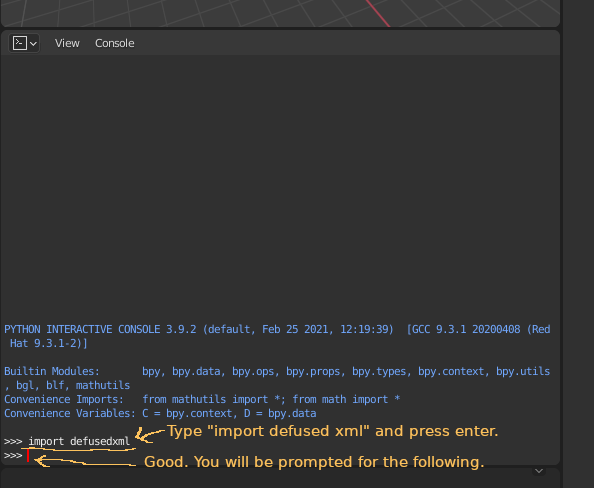 View Console
PYTHON INTERACTIVE CONSOLE 3.9.2 (default, Feb 25 2021, 12:19:39)  [GCC 9.3.1 20200408 (Red
 Hat 9.3.1-2)]
Builtin Modules:       bpy, bpy.data, bpy.ops, bpy.props, bpy.types, bpy.context, bpy.utils
, bgl, blf, mathutils
Convenience Imports:   from mathutils import *; from math import *
Convenience Variables: C = bpy.context, D = bpy.data
Type "import defused xml" and press enter.
>>> import defusedxml
>>>
Good. You will be prompted for the following.